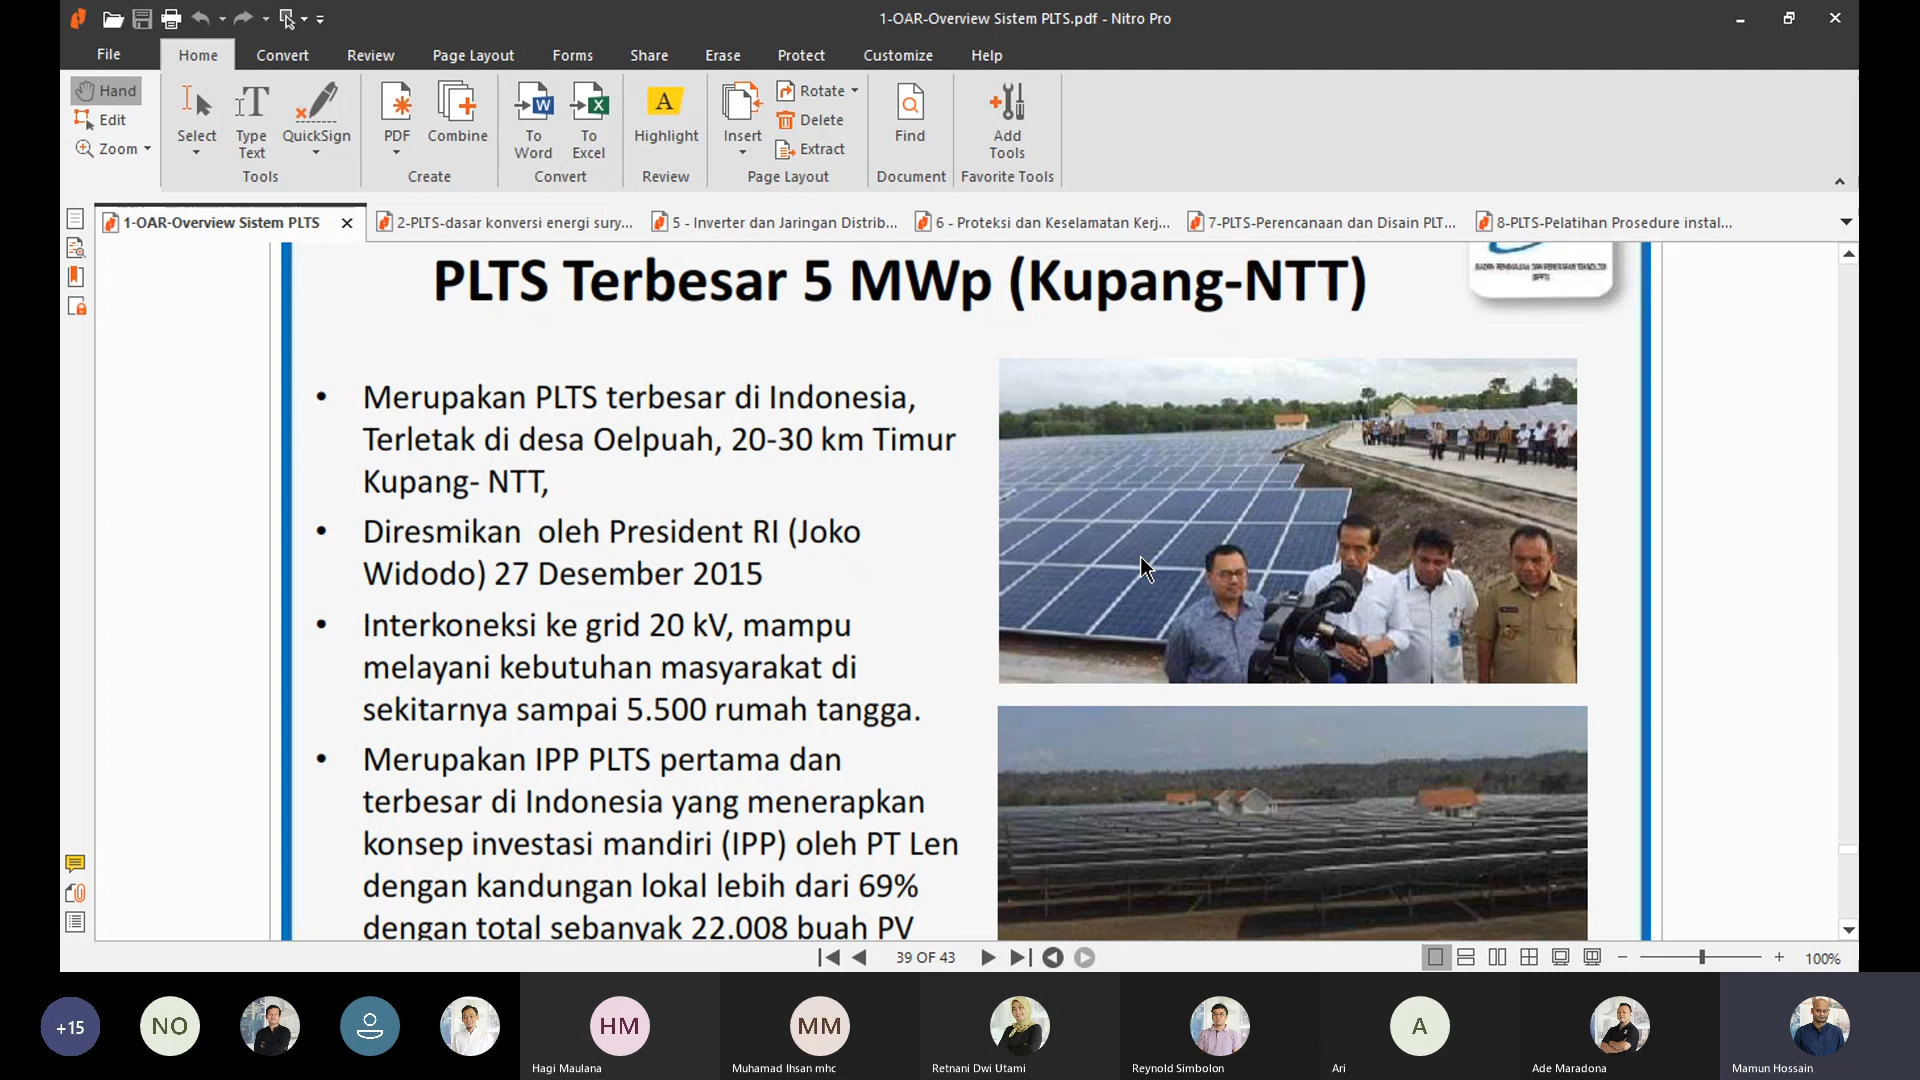 1-OAR-Overview Sistem PLTS.pdf - Nitro Pro
File Home Convert Review Page Layout Forms Share Erase Protect Customize Help
Hand
Edit
Zoom
Select
Type Text
QuickSign
Tools
PDF
Combine
Create
To Word
To Excel
Convert
Highlight
Review
Insert
Rotate
Delete
Extract
Page Layout
Find
Document
Add Tools
Favorite Tools
1-OAR-Overview Sistem PLTS
2-PLTS-dasar konversi energi sury...
5 - Inverter dan Jaringan Distrib...
6 - Proteksi dan Keselamatan Kerj...
7-PLTS-Perencanaan dan Disain PLT...
8-PLTS-Pelatihan Prosedure instal...
PLTS Terbesar 5 MWp (Kupang-NTT)
• Merupakan PLTS terbesar di Indonesia,
Terletak di desa Oelpuah, 20-30 km Timur
Kupang- NTT,
• Diresmikan oleh President RI (Joko
Widodo) 27 Desember 2015
• Interkoneksi ke grid 20 kV, mampu
melayani kebutuhan masyarakat di
sekitarnya sampai 5.500 rumah tangga.
• Merupakan IPP PLTS pertama dan
terbesar di Indonesia yang menerapkan
konsep investasi mandiri (IPP) oleh PT Len
dengan kandungan lokal lebih dari 69%
dengan total sebanyak 22.008 buah PV
39 OF 43
100%
+15
NO
HM
MM
A
Hagi Maulana
Muhamad Ihsan mhc
Retnani Dwi Utami
Reynold Simbolon
Ari
Ade Maradona
Mamun Hossain